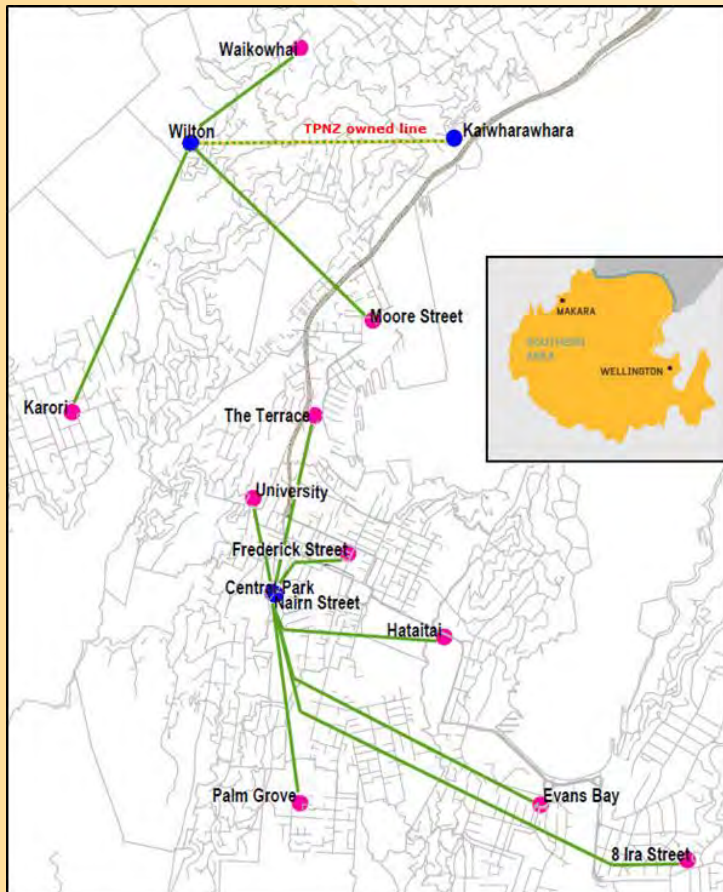 Waikowhai
TPNZ owned line
Kaiwharawhara
Wilton
MAKARA
SOUTHERN
AREA
WELLINGTON
Moore Street
Karori
The Terrace
University
Frederick Street
Central Park
Nairn Street
Hataitai
Palm Grove
Evans Bay
8 Ira Street